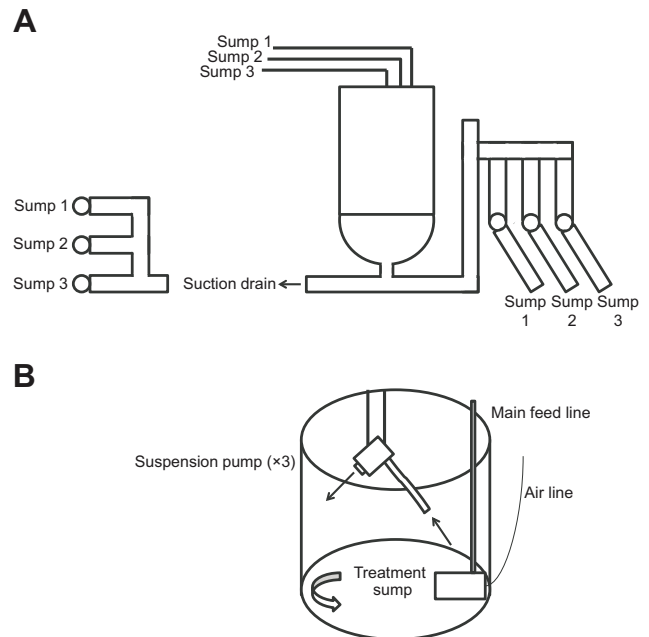 A
Sump 1
Sump 2
Sump 3
Sump 1
Sump 2
Sump 3
Suction drain
Sump
1
Sump
2
Sump
3
B
Main feed line
Suspension pump (×3)
Air line
Treatment
sump